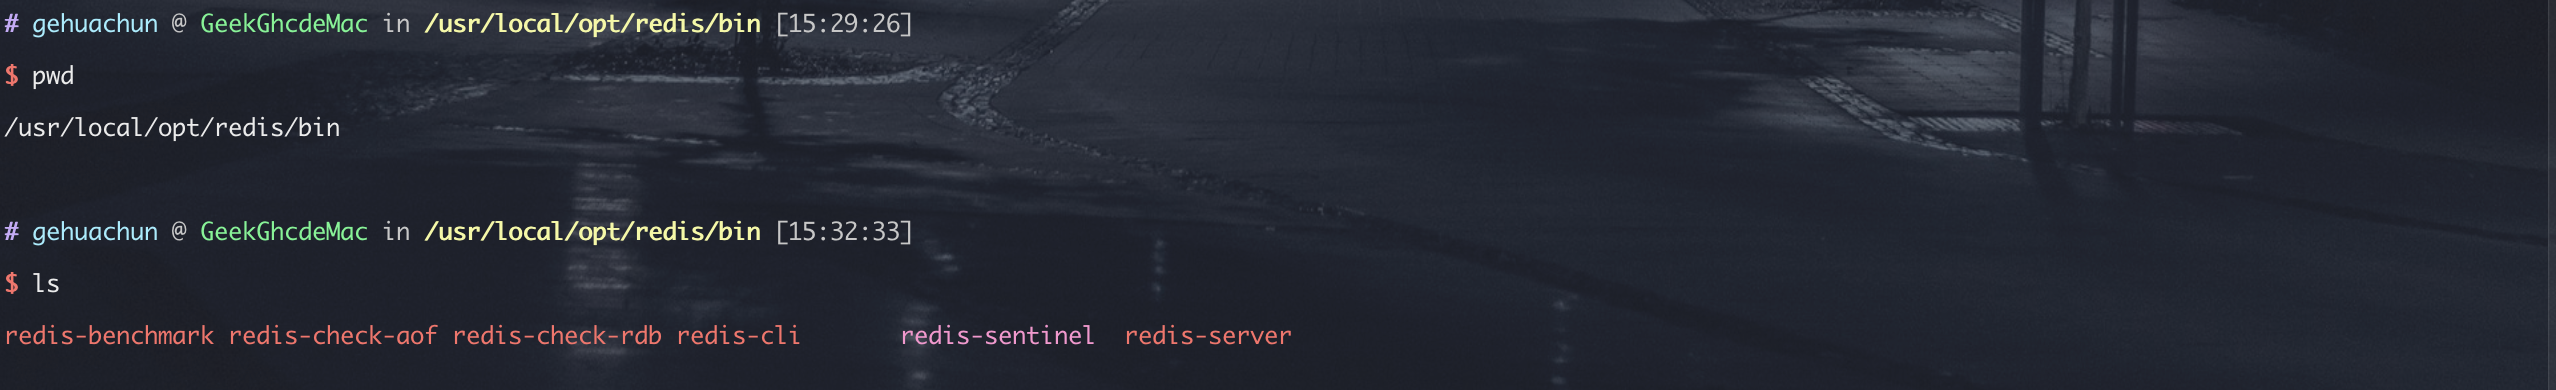 # gehuachun @ GeekGhcdeMac in /usr/local/opt/redis/bin [15:29:26]
$ pwd
/usr/local/opt/redis/bin
# gehuachun @ GeekGhcdeMac in /usr/local/opt/redis/bin [15:32:33]
$ ls
redis-benchmark redis-check-aof redis-check-rdb redis-cli redis-sentinel redis-server